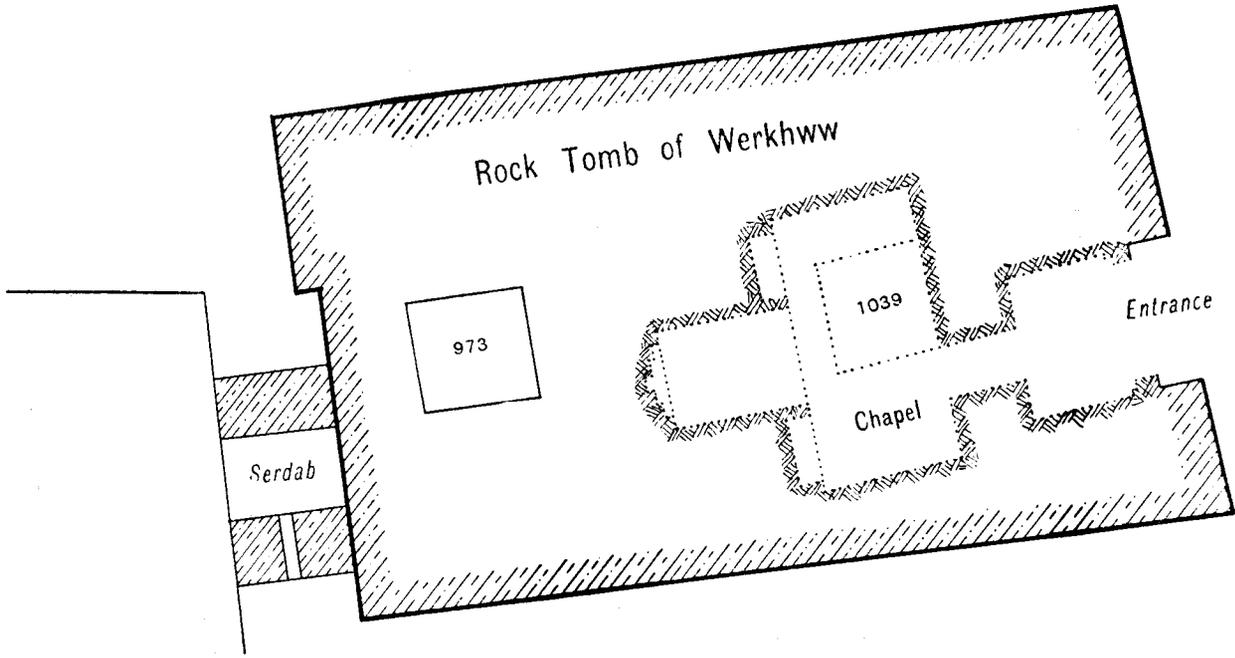 Rock Tomb of Werkhww
973
1039
Entrance
Chapel
Serdab